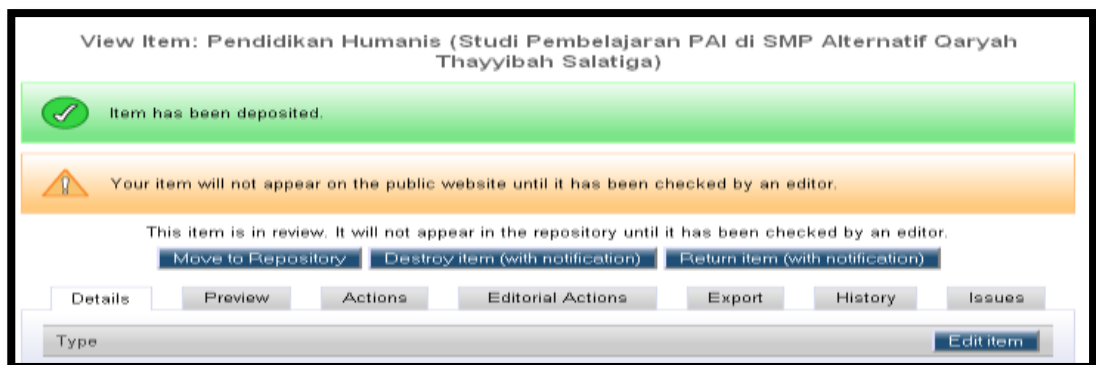 View Item: Pendidikan Humanis (Studi Pembelajaran PAI di SMP Alternatif Qaryah
Thayyibah Salatiga)
Item has been deposited.
Your item will not appear on the public website until it has been checked by an editor.
This item is in review. It will not appear in the repository until it has been checked by an editor.
Move to Repository Destroy item (with notification) Return item (with notification)
Details Preview Actions Editorial Actions Export History Issues
Type Edit item